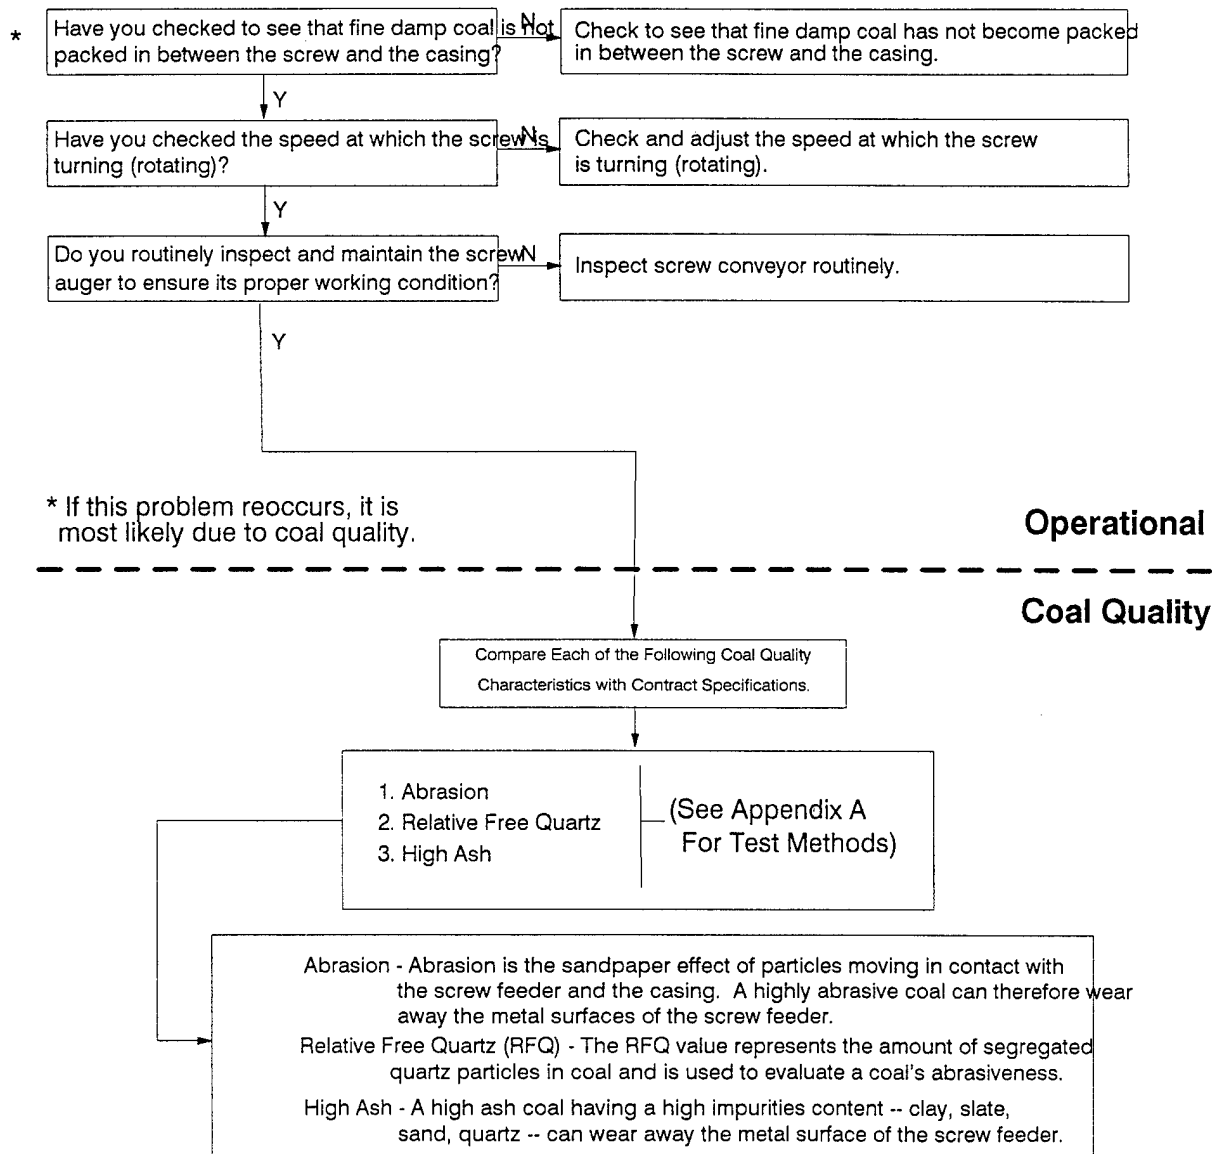 *
Have you checked to see that fine damp coal is not
packed in between the screw and the casing?
N
Check to see that fine damp coal has not become packed
in between the screw and the casing.
Y
Have you checked the speed at which the screw is
turning (rotating)?
N
Check and adjust the speed at which the screw
is turning (rotating).
Y
Do you routinely inspect and maintain the screw
auger to ensure its proper working condition?
N
Inspect screw conveyor routinely.
Y
* If this problem reoccurs, it is
most likely due to coal quality.
Operational
Coal Quality
Compare Each of the Following Coal Quality
Characteristics with Contract Specifications.
1. Abrasion
2. Relative Free Quartz
3. High Ash
(See Appendix A
For Test Methods)
Abrasion - Abrasion is the sandpaper effect of particles moving in contact with
the screw feeder and the casing. A highly abrasive coal can therefore wear
away the metal surfaces of the screw feeder.
Relative Free Quartz (RFQ) - The RFQ value represents the amount of segregated
quartz particles in coal and is used to evaluate a coal's abrasiveness.
High Ash - A high ash coal having a high impurities content -- clay, slate,
sand, quartz -- can wear away the metal surface of the screw feeder.